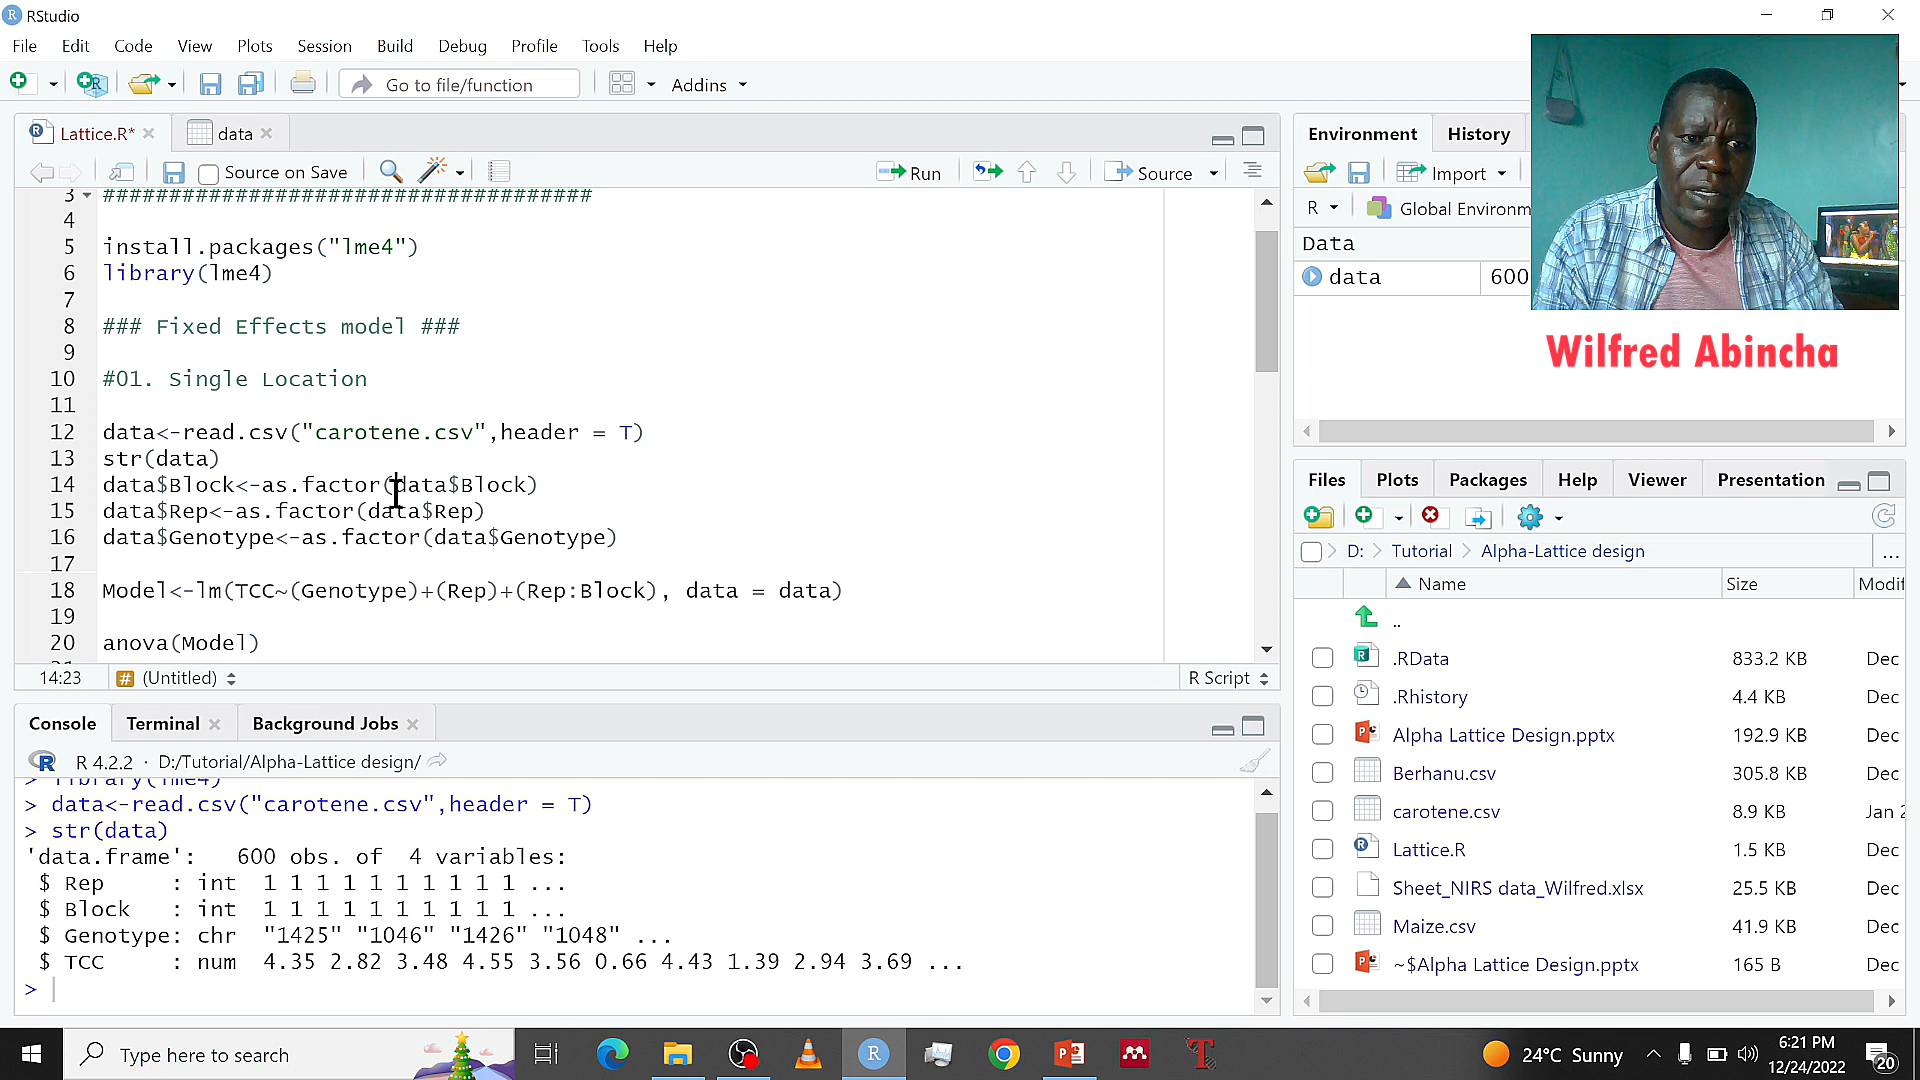 RStudio
File Edit Code View Plots Session Build Debug Profile Tools Help
Go to file/function Addins
Lattice.R* data
Source on Save Run Source
3 #####################################
4
5 install.packages("lme4")
6 library(lme4)
7
8 ### Fixed Effects model ###
9
10 #01. Single Location
11
12 data<-read.csv("carotene.csv",header = T)
13 str(data)
14 data$Block<-as.factor(data$Block)
15 data$Rep<-as.factor(data$Rep)
16 data$Genotype<-as.factor(data$Genotype)
17
18 Model<-lm(TCC~(Genotype)+(Rep)+(Rep:Block), data = data)
19
20 anova(Model)
14:23 (Untitled) R Script
Console Terminal Background Jobs
R 4.2.2 · D:/Tutorial/Alpha-Lattice design/
> library(lme4)
> data<-read.csv("carotene.csv",header = T)
> str(data)
'data.frame': 600 obs. of 4 variables:
$ Rep : int 1 1 1 1 1 1 1 1 1 1 ...
$ Block : int 1 1 1 1 1 1 1 1 1 1 ...
$ Genotype: chr "1425" "1046" "1426" "1048" ...
$ TCC : num 4.35 2.82 3.48 4.55 3.56 0.66 4.43 1.39 2.94 3.69 ...
>
Environment History
Import
R Global Environm
Data
data 600
Wilfred Abincha
Files Plots Packages Help Viewer Presentation
D: > Tutorial > Alpha-Lattice design ...
Name Size Modif
..
.RData 833.2 KB Dec
.Rhistory 4.4 KB Dec
Alpha Lattice Design.pptx 192.9 KB Dec
Berhanu.csv 305.8 KB Dec
carotene.csv 8.9 KB Jan 2
Lattice.R 1.5 KB Dec
Sheet_NIRS data_Wilfred.xlsx 25.5 KB Dec
Maize.csv 41.9 KB Dec
~$Alpha Lattice Design.pptx 165 B Dec
Type here to search
24°C Sunny
6:21 PM
12/24/2022
20